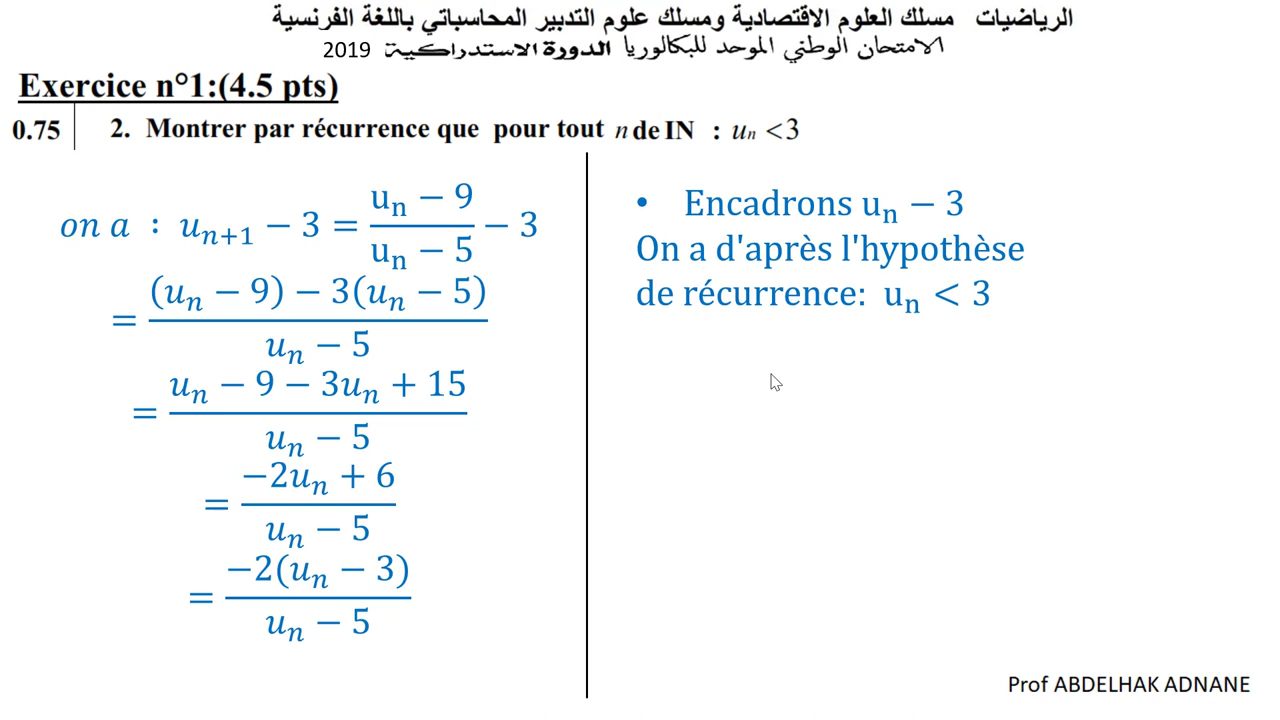 الرياضيات مسلك العلوم الاقتصادية ومسلك علوم التدبير المحاسباتي باللغة الفرنسية
الامتحان الوطني الموحد للبكالوريا الدورة الاستدراكية 2019
Exercice n°1:(4.5 pts)
0.75 2. Montrer par récurrence que pour tout n de IN : uₙ <3
on a : uₙ₊₁ − 3 = (uₙ − 9)/(uₙ − 5) − 3
= ((uₙ − 9) − 3(uₙ − 5))/(uₙ − 5)
= (uₙ − 9 − 3uₙ + 15)/(uₙ − 5)
= (−2uₙ + 6)/(uₙ − 5)
= (−2(uₙ − 3))/(uₙ − 5)
• Encadrons uₙ − 3
On a d'après l'hypothèse
de récurrence: uₙ < 3
Prof ABDELHAK ADNANE